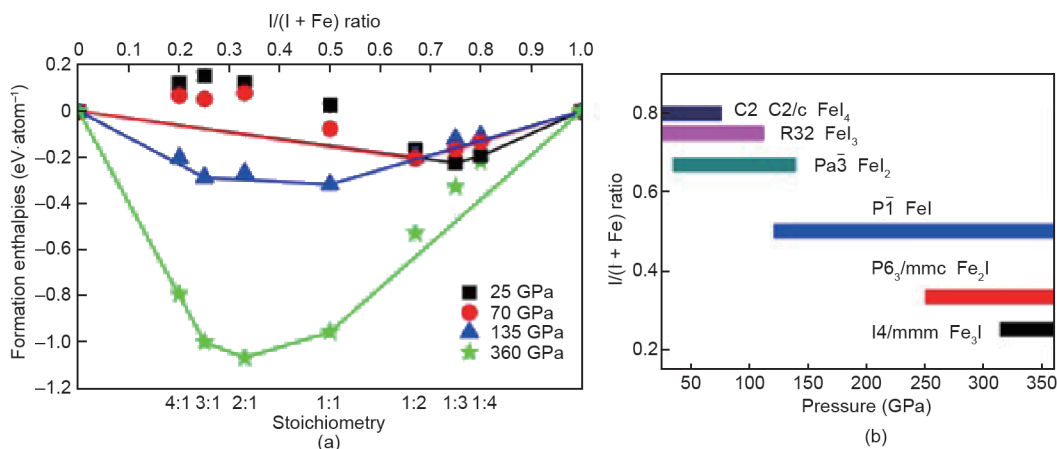 I/(I + Fe) ratio
0 0.1 0.2 0.3 0.4 0.5 0.6 0.7 0.8 0.9 1.0
0.2
0
−0.2
−0.4
−0.6
−0.8
−1.0
−1.2
Formation enthalpies (eV·atom⁻¹)
25 GPa
70 GPa
135 GPa
360 GPa
4:1 3:1 2:1 1:1 1:2 1:3 1:4
Stoichiometry
(a)
I/(I + Fe) ratio
0.8
0.6
0.4
0.2
C2 C2/c FeI₄
R32 FeI₃
Pa3̅ FeI₂
P1̅ FeI
P6₃/mmc Fe₂I
I4/mmm Fe₃I
50 100 150 200 250 300 350
Pressure (GPa)
(b)